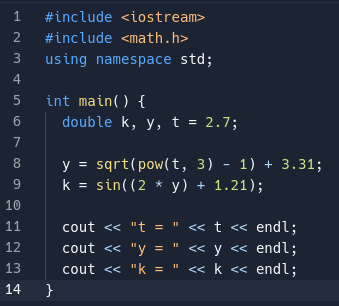 1 #include <iostream>
2 #include <math.h>
3 using namespace std;
4
5 int main() {
6   double k, y, t = 2.7;
7
8   y = sqrt(pow(t, 3) - 1) + 3.31;
9   k = sin((2 * y) + 1.21);
10
11   cout << "t = " << t << endl;
12   cout << "y = " << y << endl;
13   cout << "k = " << k << endl;
14 }